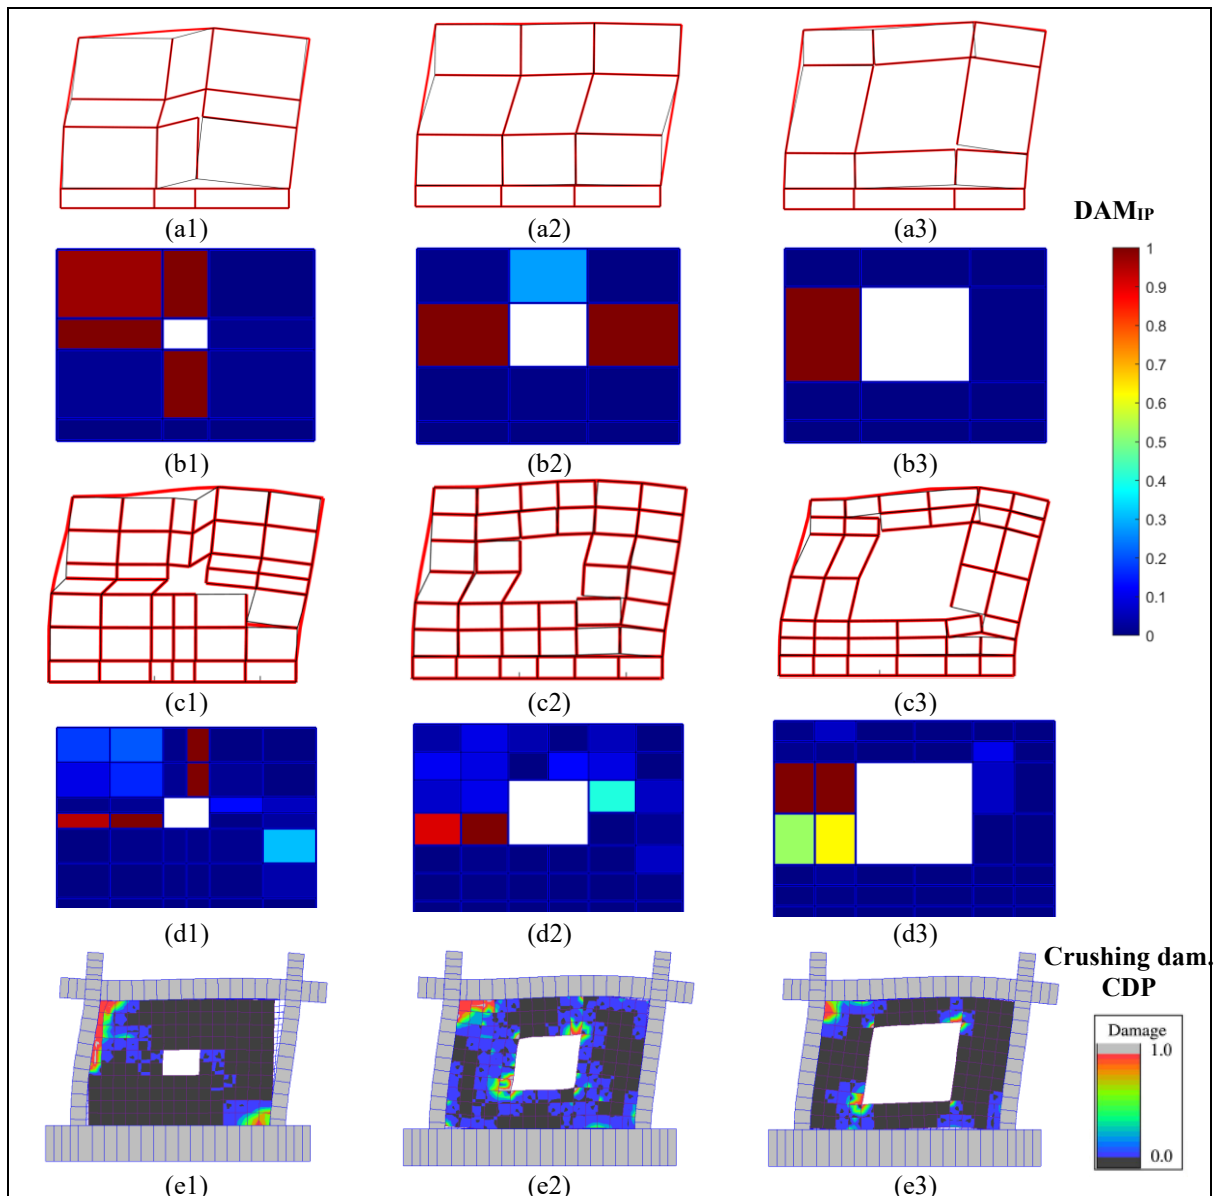 (a1) (a2) (a3)
DAMIP
1
0.9
0.8
0.7
0.6
0.5
0.4
0.3
0.2
0.1
0
(b1) (b2) (b3)
(c1) (c2) (c3)
(d1) (d2) (d3)
Crushing dam.
CDP
Damage
1.0
0.0
(e1) (e2) (e3)